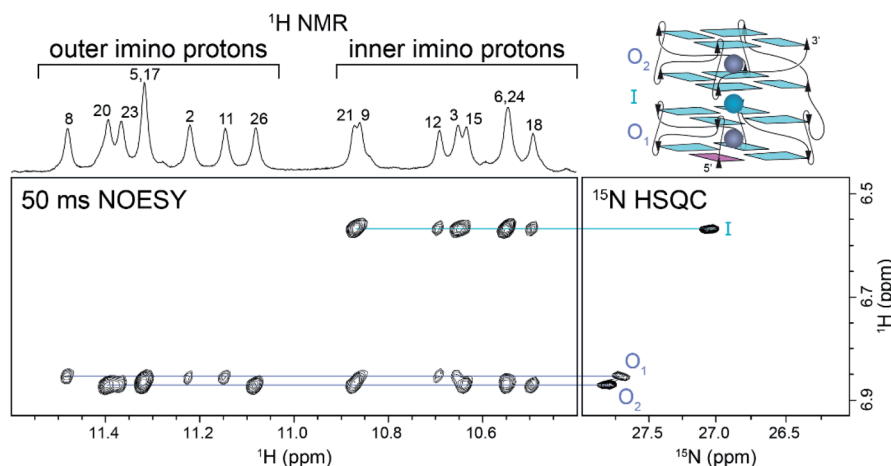 ¹H NMR
outer imino protons
inner imino protons
5,17
8
20
23
2
11
26
21
9
12
3
15
6,24
18
O₂
I
O₁
3'
5'
50 ms NOESY
¹⁵N HSQC
I
O₁
O₂
6.5
6.7
6.9
¹H (ppm)
11.4
11.2
11.0
10.8
10.6
¹H (ppm)
27.5
27.0
26.5
¹⁵N (ppm)